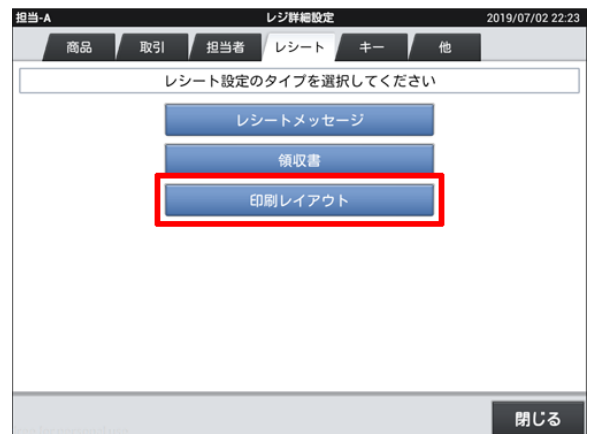 担当-A レジ詳細設定 2019/07/02 22:23
商品 取引 担当者 レシート キー 他
レシート設定のタイプを選択してください
レシートメッセージ
領収書
印刷レイアウト
閉じる